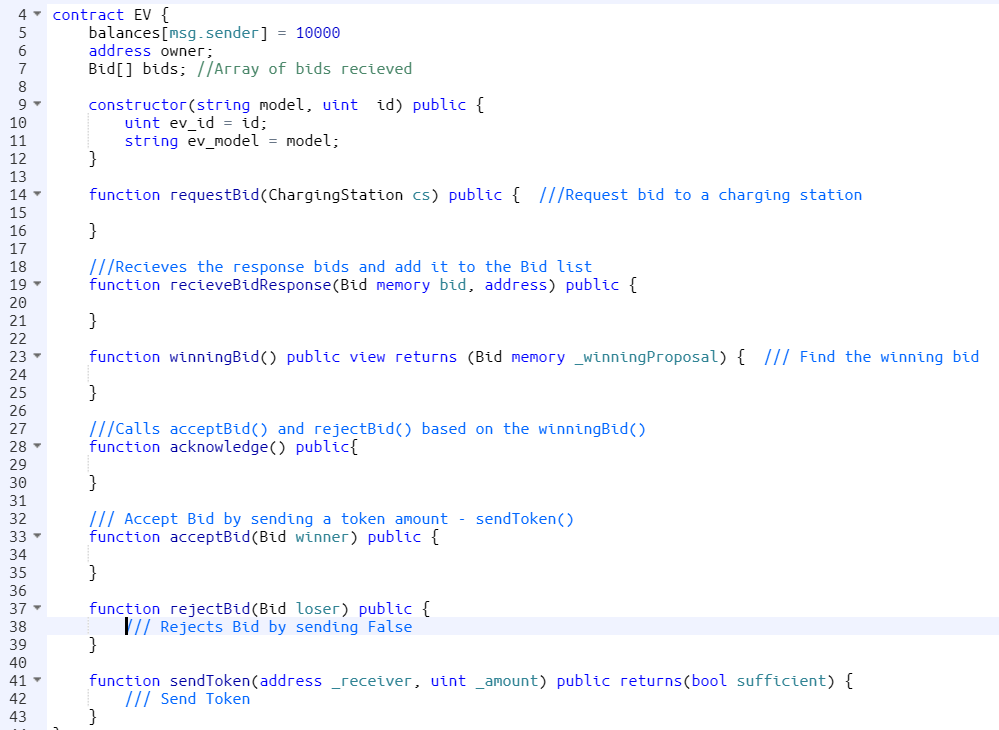 4 contract EV {
5 balances[msg.sender] = 10000
6 address owner;
7 Bid[] bids; //Array of bids recieved
8
9 constructor(string model, uint  id) public {
10 uint ev_id = id;
11 string ev_model = model;
12 }
13
14 function requestBid(ChargingStation cs) public {  ///Request bid to a charging station
15
16 }
17
18 ///Recieves the response bids and add it to the Bid list
19 function recieveBidResponse(Bid memory bid, address) public {
20
21 }
22
23 function winningBid() public view returns (Bid memory _winningProposal) {  /// Find the winning bid
24
25 }
26
27 ///Calls acceptBid() and rejectBid() based on the winningBid()
28 function acknowledge() public{
29
30 }
31
32 /// Accept Bid by sending a token amount - sendToken()
33 function acceptBid(Bid winner) public {
34
35 }
36
37 function rejectBid(Bid loser) public {
38 /// Rejects Bid by sending False
39 }
40
41 function sendToken(address _receiver, uint _amount) public returns(bool sufficient) {
42 /// Send Token
43 }